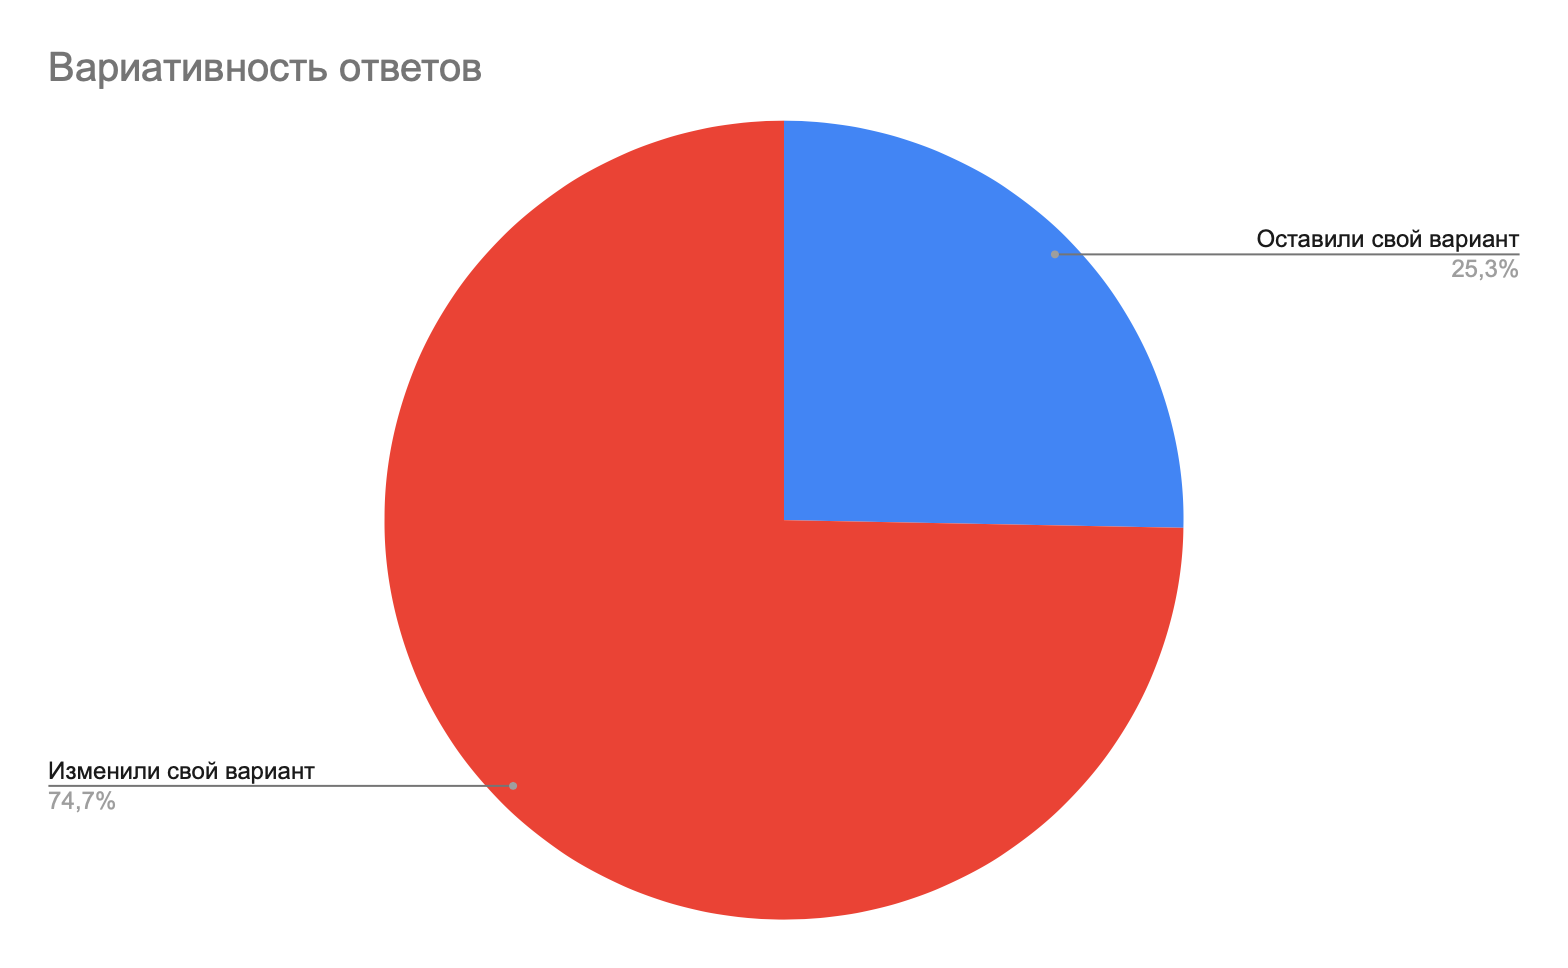 Вариативность ответов
Оставили свой вариант
25,3%
Изменили свой вариант
74,7%